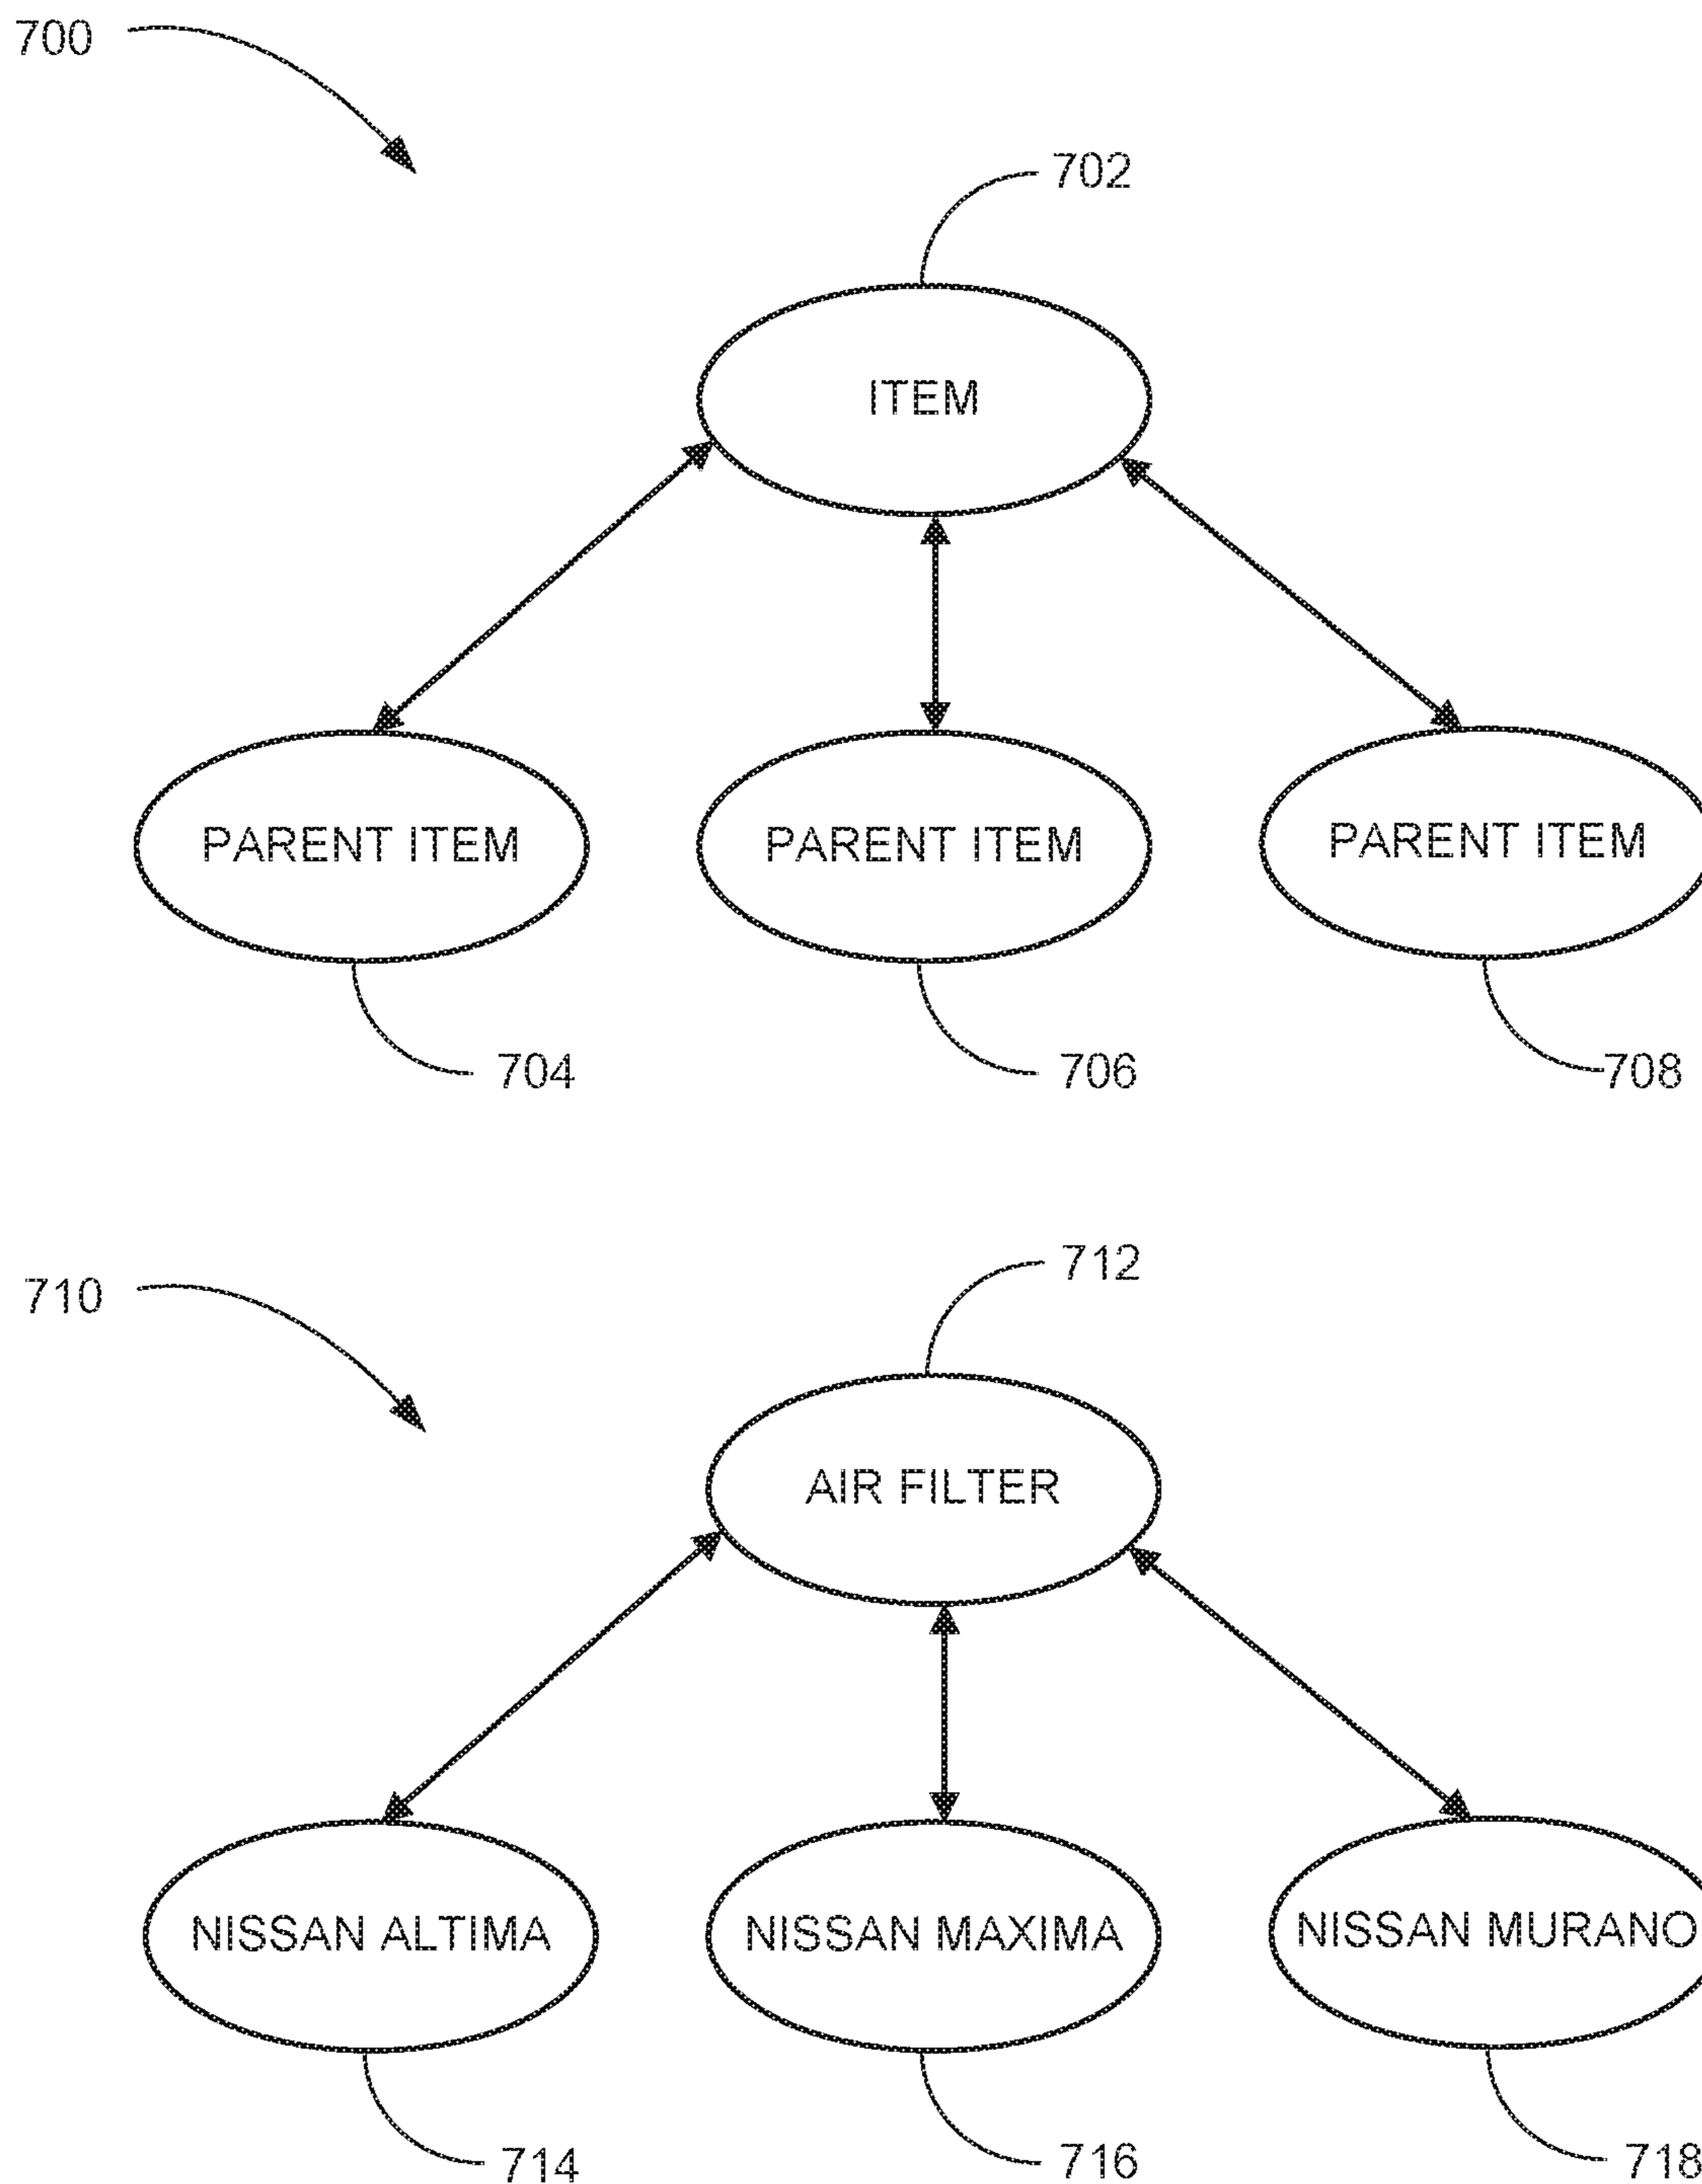 700
702
ITEM
PARENT ITEM PARENT ITEM PARENT ITEM
704 706 708
712
710
AIR FILTER
NISSAN ALTIMA NISSAN MAXIMA NISSAN MURANO
714 716 718